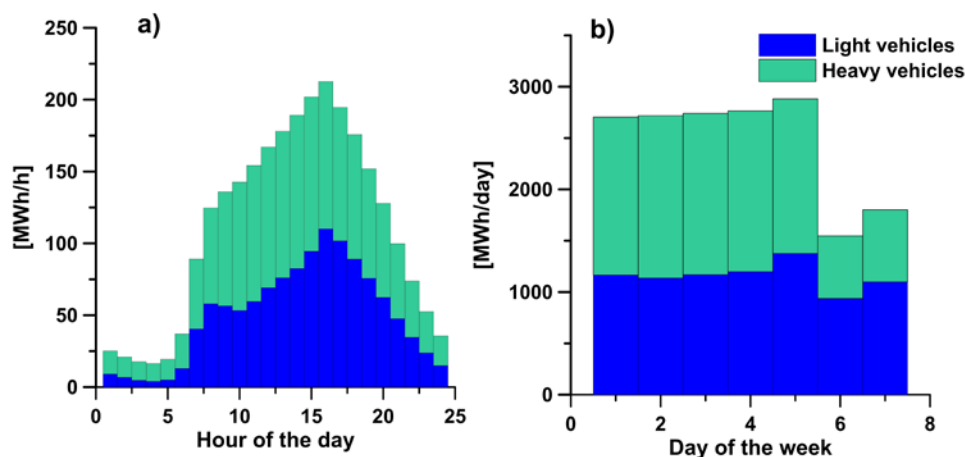 a)
250
200
150
100
50
0
[MWh/h]
0 5 10 15 20 25
Hour of the day
b)
Light vehicles
Heavy vehicles
3000
2000
1000
0
[MWh/day]
0 2 4 6 8
Day of the week